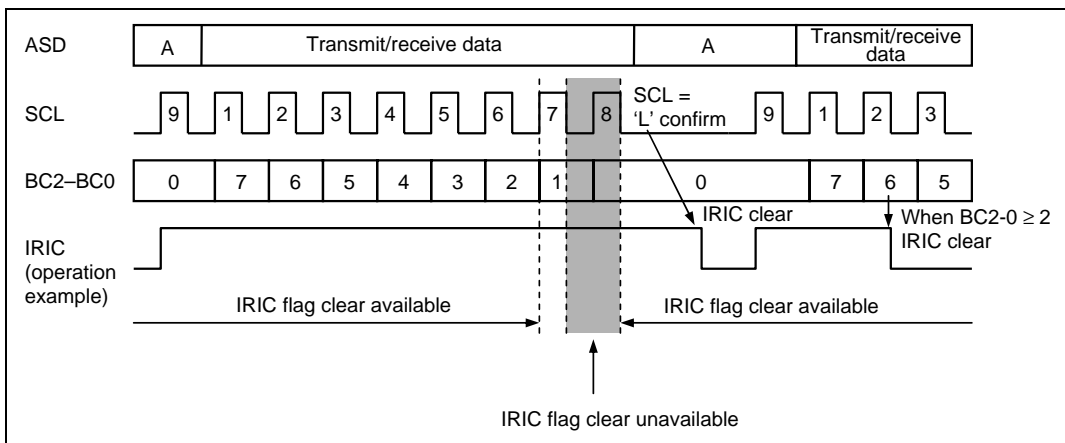 ASD A Transmit/receive data A Transmit/receive data
SCL 9 1 2 3 4 5 6 7 8 SCL = 'L' confirm 9 1 2 3
BC2–BC0 0 7 6 5 4 3 2 1 0 7 6 5
IRIC (operation example) IRIC clear When BC2-0 ≥ 2 IRIC clear
IRIC flag clear available IRIC flag clear available
IRIC flag clear unavailable